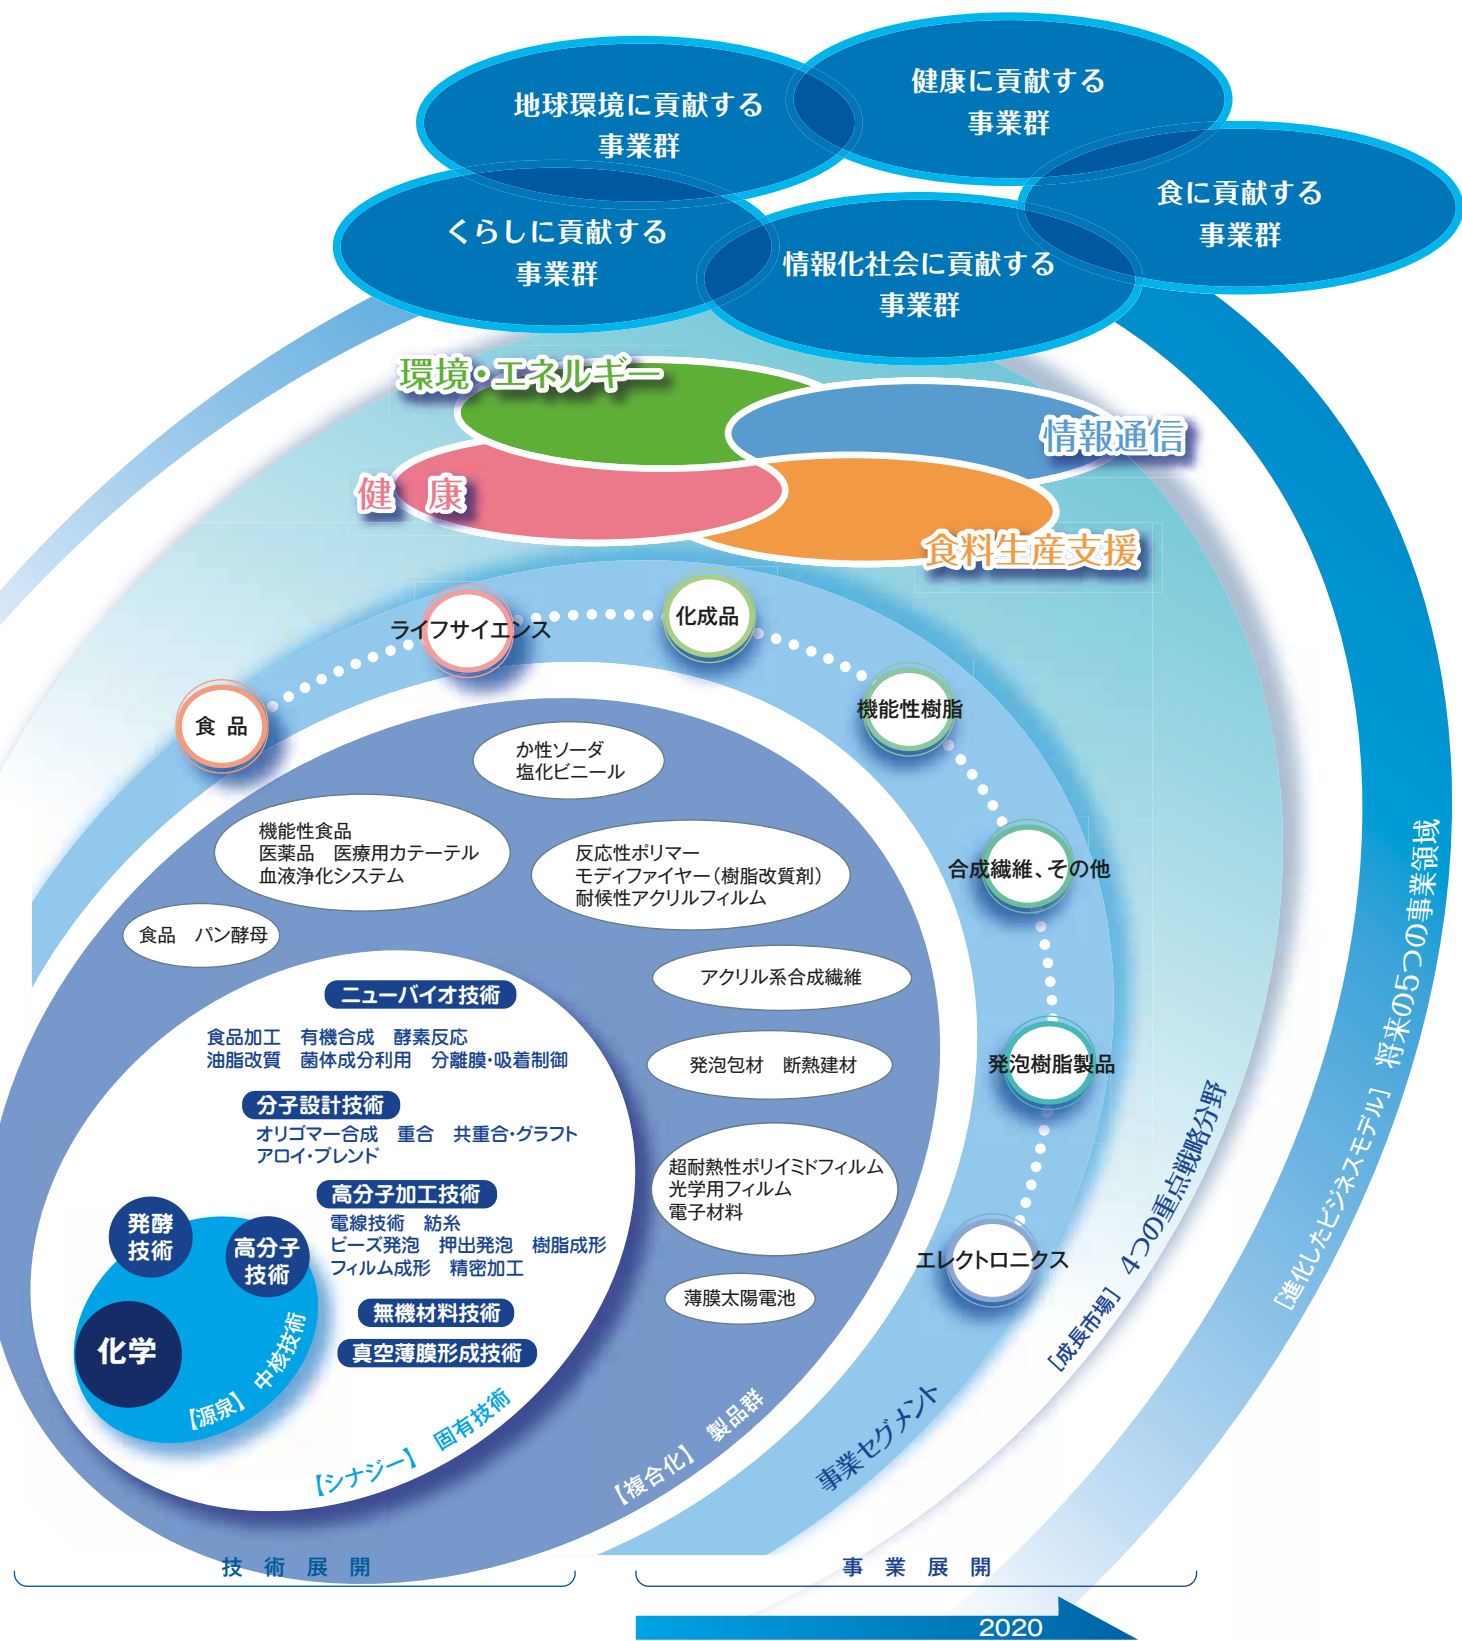 地球環境に貢献する
事業群
健康に貢献する
事業群
食に貢献する
事業群
くらしに貢献する
事業群
情報化社会に貢献する
事業群
環境・エネルギー
情報通信
健　康
食料生産支援
ライフサイエンス
化成品
食 品
機能性樹脂
合成繊維、その他
発泡樹脂製品
エレクトロニクス
か性ソーダ
塩化ビニール
機能性食品
医薬品　医療用カテーテル
血液浄化システム
反応性ポリマー
モディファイヤー（樹脂改質剤）
耐候性アクリルフィルム
食品　パン酵母
アクリル系合成繊維
発泡包材　断熱建材
超耐熱性ポリイミドフィルム
光学用フィルム
電子材料
薄膜太陽電池
ニューバイオ技術
食品加工　有機合成　酵素反応
油脂改質　菌体成分利用　分離膜・吸着制御
分子設計技術
オリゴマー合成　重合　共重合・グラフト
アロイ・ブレンド
高分子加工技術
電線技術　紡糸
ビーズ発泡　押出発泡　樹脂成形
フィルム成形　精密加工
無機材料技術
真空薄膜形成技術
発酵
技術
高分子
技術
化学
【源泉】　中核技術
【シナジー】　固有技術
【複合化】　製品群
事業セグメント
［成長市場］　4つの重点戦略分野
［進化したビジネスモデル］　将来の5つの事業領域
技 術 展 開
事 業 展 開
2020